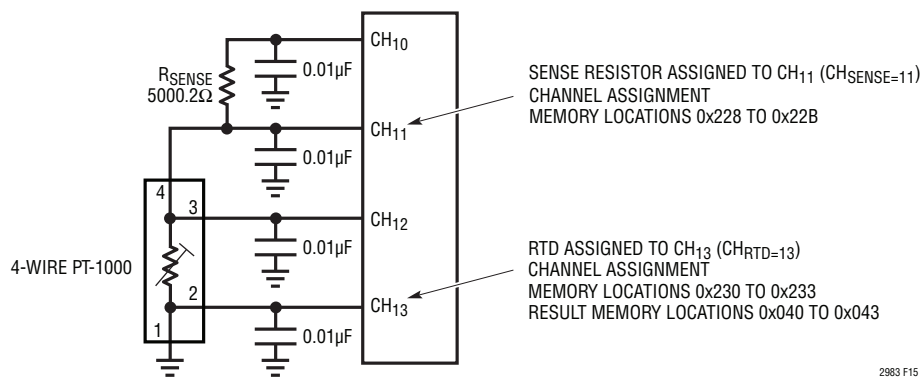 CH10
0.01µF
RSENSE
5000.2Ω
CH11
0.01µF
SENSE RESISTOR ASSIGNED TO CH11 (CHSENSE=11)
CHANNEL ASSIGNMENT
MEMORY LOCATIONS 0x228 TO 0x22B
4
3
CH12
0.01µF
4-WIRE PT-1000
2
1
CH13
0.01µF
RTD ASSIGNED TO CH13 (CHRTD=13)
CHANNEL ASSIGNMENT
MEMORY LOCATIONS 0x230 TO 0x233
RESULT MEMORY LOCATIONS 0x040 TO 0x043
2983 F15